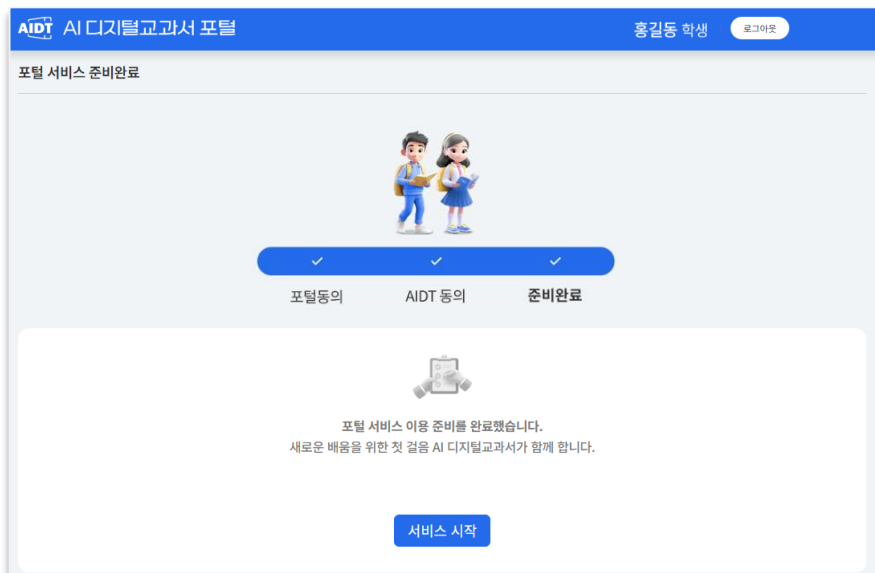 AIDT AI 디지털교과서 포털
홍길동 학생
로그아웃
포털 서비스 준비완료
포털동의
AIDT 동의
준비완료
포털 서비스 이용 준비를 완료했습니다.
새로운 배움을 위한 첫 걸음 AI 디지털교과서가 함께 합니다.
서비스 시작